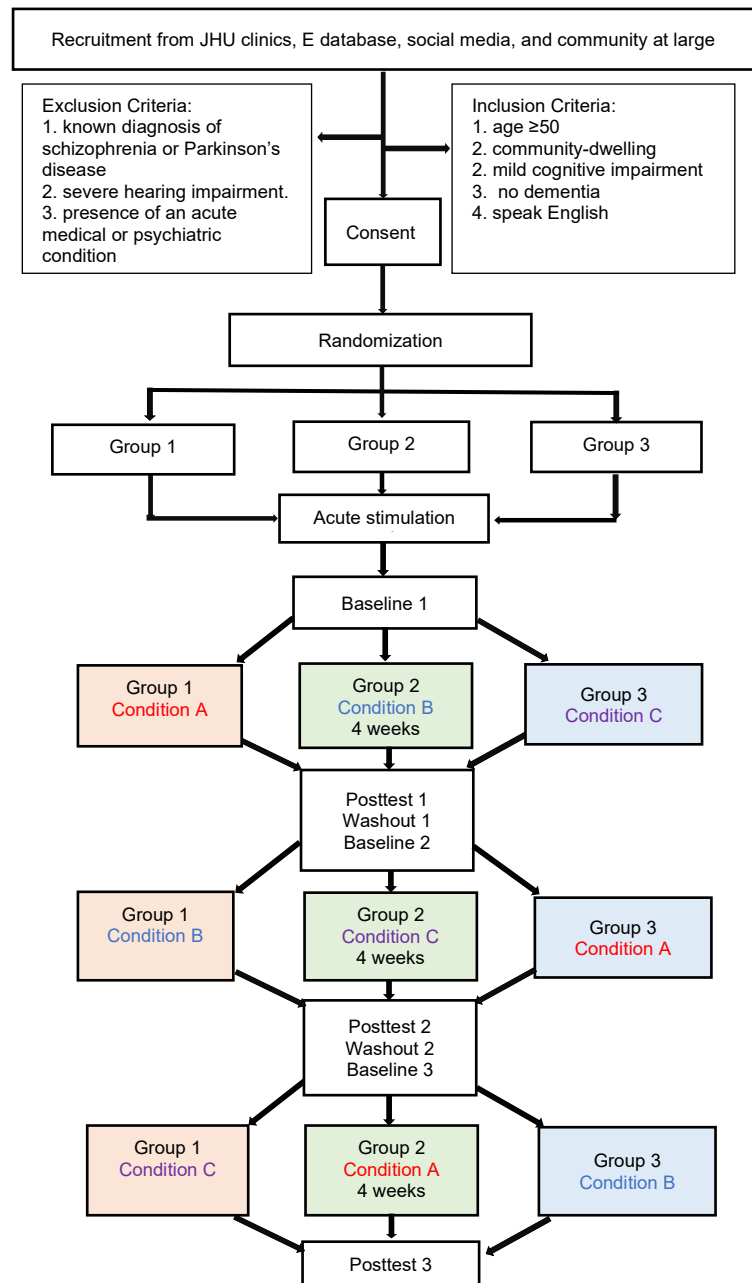 Recruitment from JHU clinics, E database, social media, and community at large
Exclusion Criteria:
1. known diagnosis of
schizophrenia or Parkinson’s
disease
2. severe hearing impairment.
3. presence of an acute
medical or psychiatric
condition
Inclusion Criteria:
1. age ≥50
2. community-dwelling
2. mild cognitive impairment
3.  no dementia
4. speak English
Consent
Randomization
Group 1
Group 2
Group 3
Acute stimulation
Baseline 1
Group 1
Condition A
Group 2
Condition B
4 weeks
Group 3
Condition C
Posttest 1
Washout 1
Baseline 2
Group 1
Condition B
Group 2
Condition C
4 weeks
Group 3
Condition A
Posttest 2
Washout 2
Baseline 3
Group 1
Condition C
Group 2
Condition A
4 weeks
Group 3
Condition B
Posttest 3